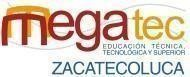 megatec
EDUCACIÓN TÉCNICA,
TECNOLÓGICA Y SUPERIOR
ZACATECOLUCA